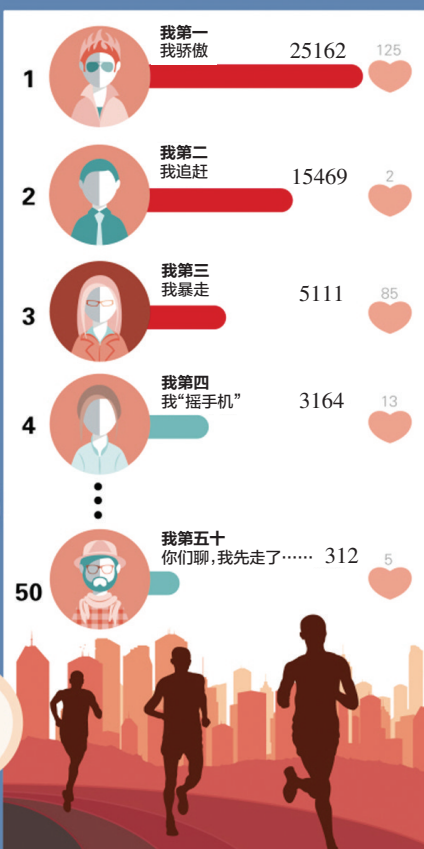 我第一
我骄傲
25162
125
1
我第二
我追赶
15469
2
2
我第三
我暴走
5111
85
3
我第四
我“摇手机”
3164
13
4
我第五十
你们聊，我先走了…… 312
5
50